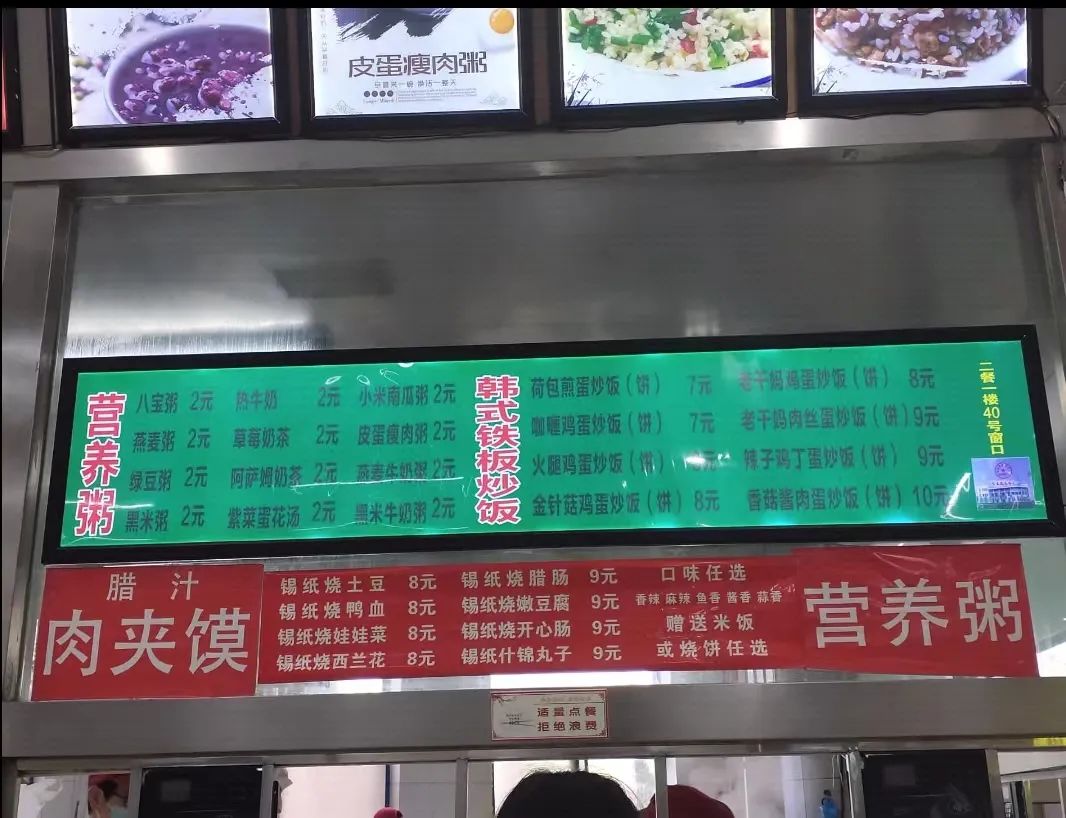 皮蛋瘦肉粥
营养粥
八宝粥 2元 热牛奶 2元 小米南瓜粥 2元
燕麦粥 2元 草莓奶茶 2元 皮蛋瘦肉粥 2元
绿豆粥 2元 阿萨姆奶茶 2元 燕麦牛奶粥 2元
黑米粥 2元 紫菜蛋花汤 2元 黑米牛奶粥 2元
韩式铁板炒饭
荷包煎蛋炒饭（饼） 7元 老干妈鸡蛋炒饭（饼） 8元
咖喱鸡蛋炒饭（饼） 7元 老干妈肉丝蛋炒饭（饼） 9元
火腿鸡蛋炒饭（饼） 元 辣子鸡丁蛋炒饭（饼） 9元
金针菇鸡蛋炒饭（饼） 8元 香菇酱肉蛋炒饭（饼） 10元
二餐一楼40号窗口
腊汁
肉夹馍
锡纸烧土豆 8元 锡纸烧腊肠 9元 口味任选
锡纸烧鸭血 8元 锡纸烧嫩豆腐 9元 香辣 麻辣 鱼香 酱香 蒜香
锡纸烧娃娃菜 8元 锡纸烧开心肠 9元 赠送米饭
锡纸烧西兰花 8元 锡纸什锦丸子 9元 或烧饼任选
营养粥
适量点餐
拒绝浪费